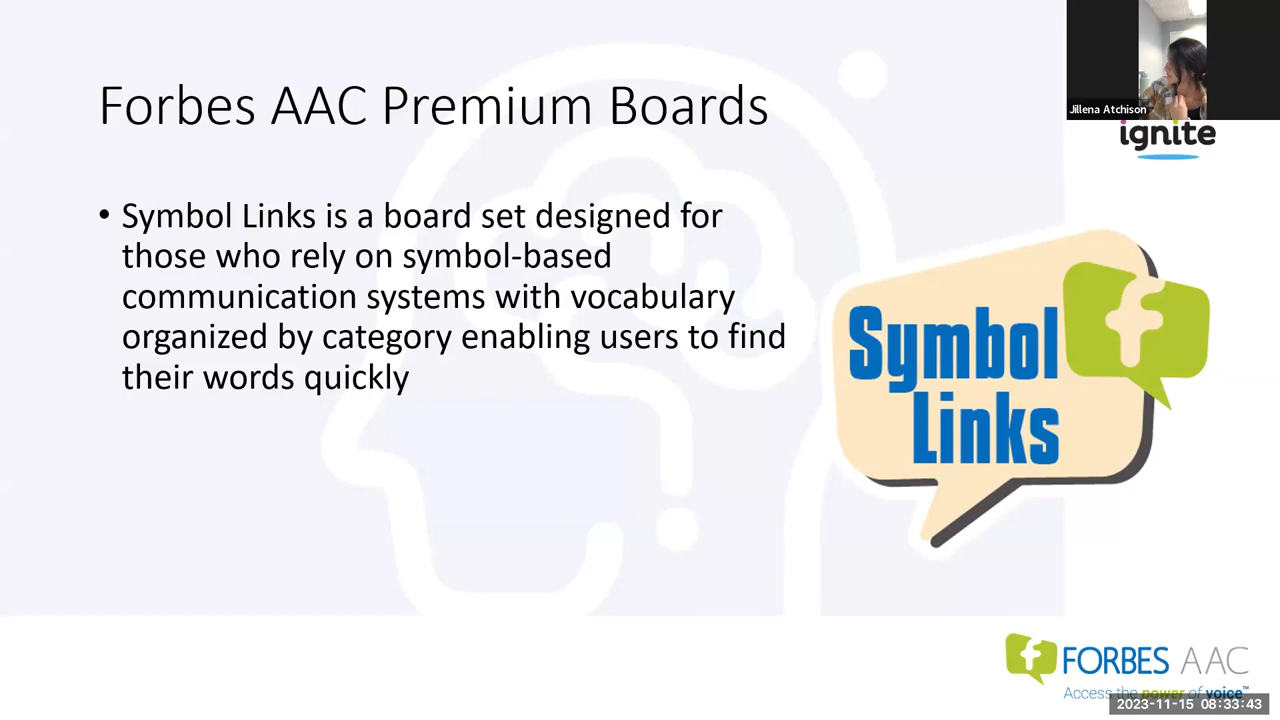 Forbes AAC Premium Boards
Jillena Atchison
ignite
• Symbol Links is a board set designed for
those who rely on symbol-based
communication systems with vocabulary
organized by category enabling users to find
their words quickly
Symbol
Links
f
f FORBES AAC
Access the power of voice™
2023-11-15 08:33:43